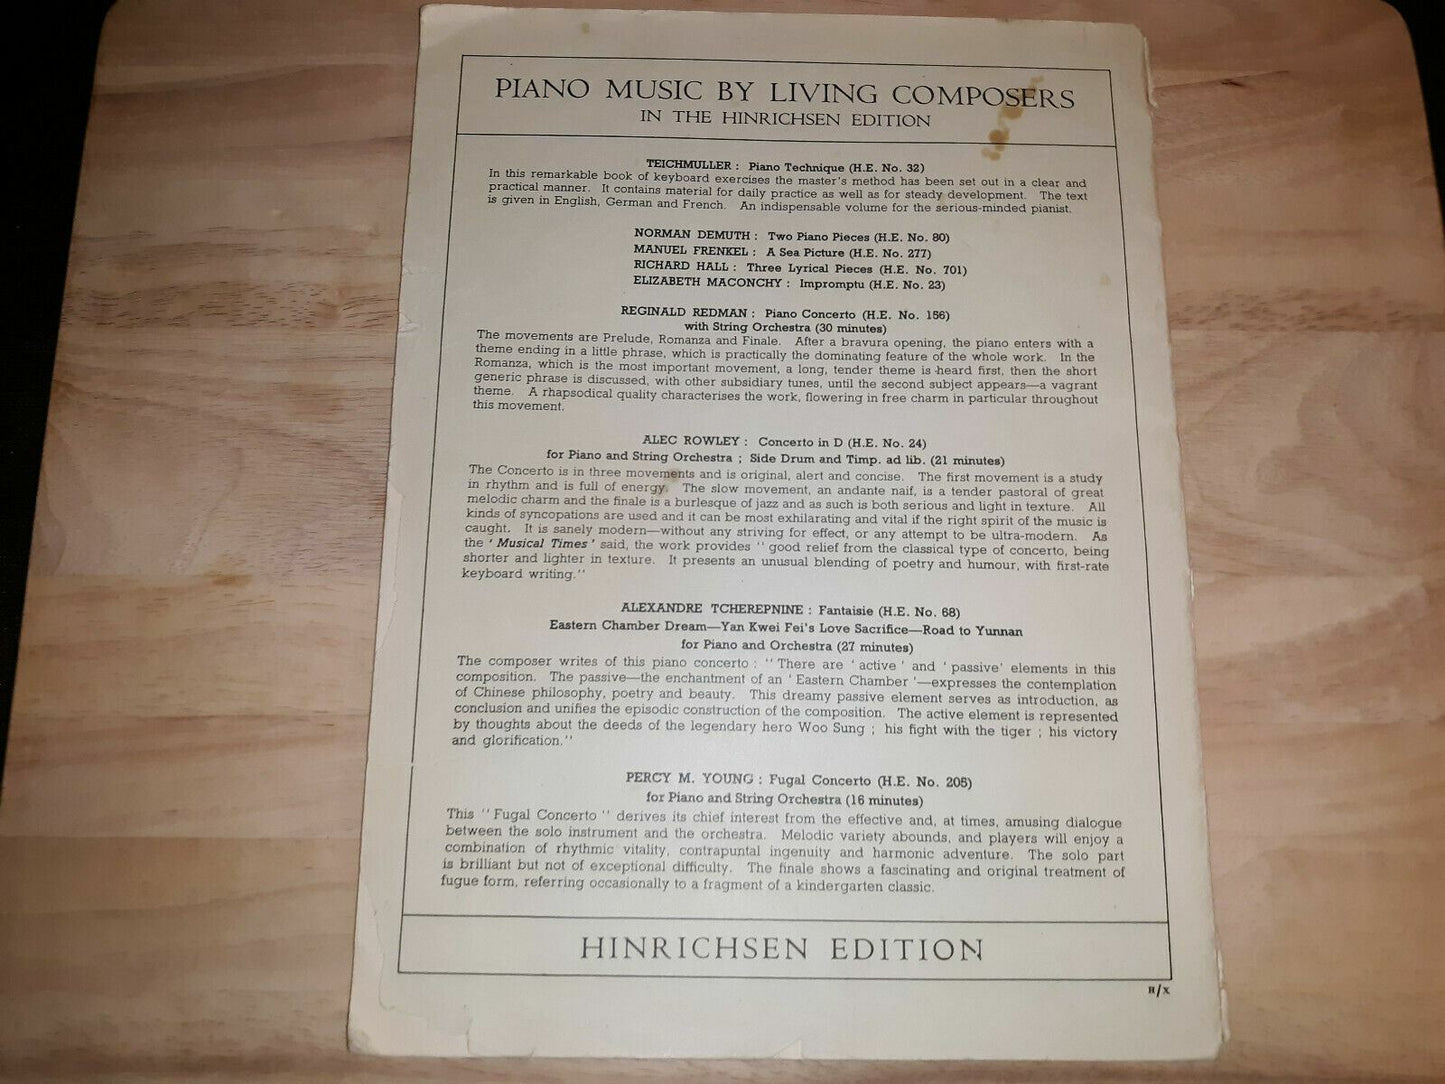 PIANO MUSIC BY LIVING COMPOSERS
IN THE HINRICHSEN EDITION
TEICHMULLER : Piano Technique (H.E. No. 32)
In this remarkable book of keyboard exercises the master's method has been set out in a clear and
practical manner. It contains material for daily practice as well as for steady development. The text
is given in English, German and French. An indispensable volume for the serious-minded pianist.
NORMAN DEMUTH : Two Piano Pieces (H.E. No. 80)
MANUEL FRENKEL : A Sea Picture (H.E. No. 277)
RICHARD HALL : Three Lyrical Pieces (H.E. No. 701)
ELIZABETH MACONCHY : Impromptu (H.E. No. 23)
REGINALD REDMAN : Piano Concerto (H.E. No. 156)
with String Orchestra (30 minutes)
The movements are Prelude, Romanza and Finale. After a bravura opening, the piano enters with a
theme ending in a little phrase, which is practically the dominating feature of the whole work. In the
Romanza, which is the most important movement, a long, tender theme is heard first, then the short
generic phrase is discussed, with other subsidiary tunes, until the second subject appears—a vagrant
theme. A rhapsodical quality characterises the work, flowering in free charm in particular throughout
this movement.
ALEC ROWLEY : Concerto in D (H.E. No. 24)
for Piano and String Orchestra ; Side Drum and Timp. ad lib. (21 minutes)
The Concerto is in three movements and is original, alert and concise. The first movement is a study
in rhythm and is full of energy. The slow movement, an andante naif, is a tender pastoral of great
melodic charm and the finale is a burlesque of jazz and as such is both serious and light in texture. All
kinds of syncopations are used and it can be most exhilarating and vital if the right spirit of the music is
caught. It is sanely modern—without any striving for effect, or any attempt to be ultra-modern. As
the ' Musical Times ' said, the work provides " good relief from the classical type of concerto, being
shorter and lighter in texture. It presents an unusual blending of poetry and humour, with first-rate
keyboard writing."
ALEXANDRE TCHEREPNINE : Fantaisie (H.E. No. 68)
Eastern Chamber Dream—Yan Kwei Fei's Love Sacrifice—Road to Yunnan
for Piano and Orchestra (27 minutes)
The composer writes of this piano concerto : " There are ' active ' and ' passive' elements in this
composition. The passive—the enchantment of an ' Eastern Chamber '—expresses the contemplation
of Chinese philosophy, poetry and beauty. This dreamy passive element serves as introduction, as
conclusion and unifies the episodic construction of the composition. The active element is represented
by thoughts about the deeds of the legendary hero Woo Sung ; his fight with the tiger ; his victory
and glorification."
PERCY M. YOUNG : Fugal Concerto (H.E. No. 205)
for Piano and String Orchestra (16 minutes)
This " Fugal Concerto " derives its chief interest from the effective and, at times, amusing dialogue
between the solo instrument and the orchestra. Melodic variety abounds, and players will enjoy a
combination of rhythmic vitality, contrapuntal ingenuity and harmonic adventure. The solo part
is brilliant but not of exceptional difficulty. The finale shows a fascinating and original treatment of
fugue form, referring occasionally to a fragment of a kindergarten classic.
HINRICHSEN EDITION
H/X